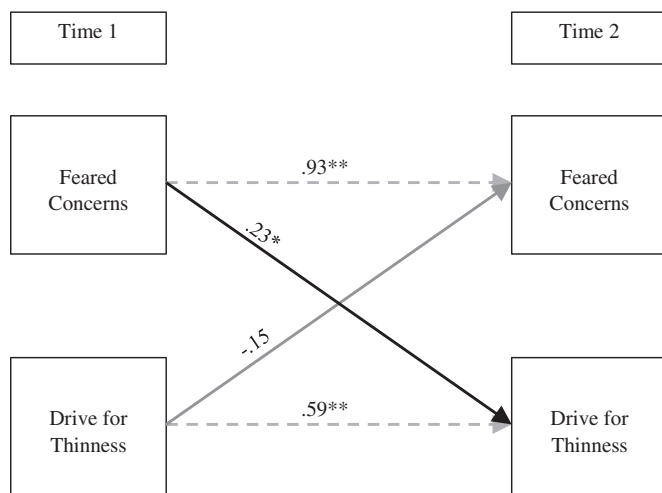 Time 1
Time 2
Feared
Concerns
.93**
Feared
Concerns
.23*
-.15
Drive for
Thinness
.59**
Drive for
Thinness